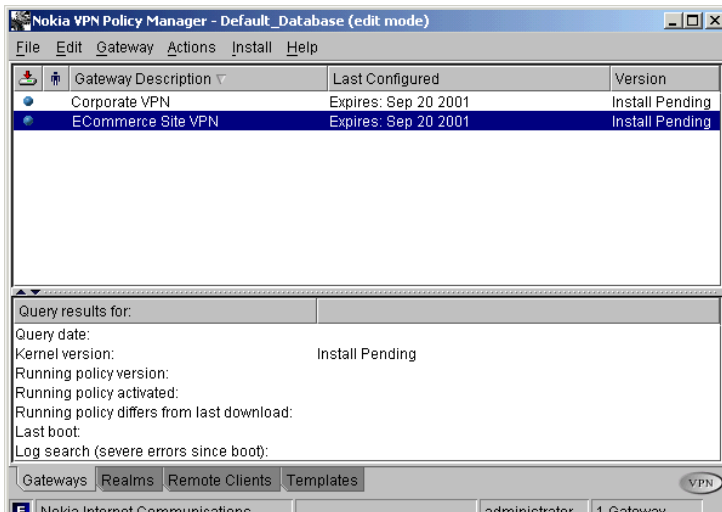 Nokia VPN Policy Manager - Default_Database (edit mode)
File Edit Gateway Actions Install Help
Gateway Description Last Configured Version
Corporate VPN Expires: Sep 20 2001 Install Pending
ECommerce Site VPN Expires: Sep 20 2001 Install Pending
Query results for:
Query date:
Kernel version: Install Pending
Running policy version:
Running policy activated:
Running policy differs from last download:
Last boot:
Log search (severe errors since boot):
Gateways Realms Remote Clients Templates VPN
E Nokia Internet Communications administrator 1 Gateway